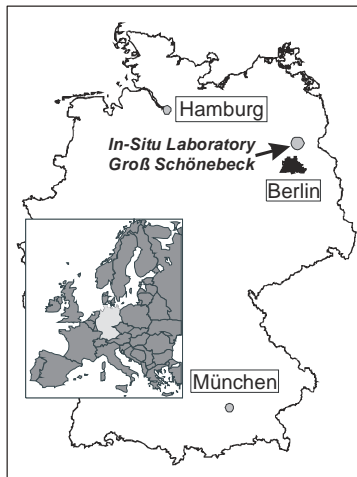 Hamburg
In-Situ Laboratory
Groß Schönebeck
Berlin
München